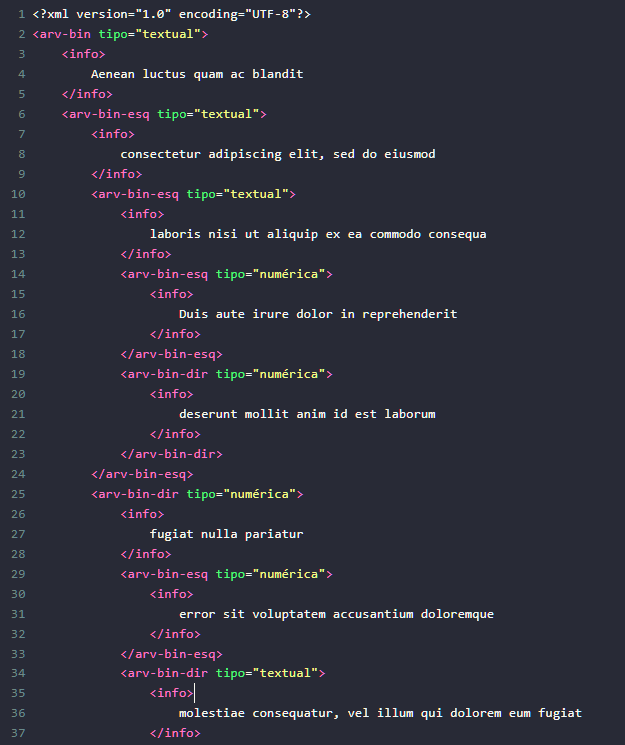 1 <?xml version="1.0" encoding="UTF-8"?>
2 <arv-bin tipo="textual">
3     <info>
4         Aenean luctus quam ac blandit
5     </info>
6     <arv-bin-esq tipo="textual">
7         <info>
8             consectetur adipiscing elit, sed do eiusmod
9         </info>
10         <arv-bin-esq tipo="textual">
11             <info>
12                 laboris nisi ut aliquip ex ea commodo consequa
13             </info>
14             <arv-bin-esq tipo="numérica">
15                 <info>
16                     Duis aute irure dolor in reprehenderit
17                 </info>
18             </arv-bin-esq>
19             <arv-bin-dir tipo="numérica">
20                 <info>
21                     deserunt mollit anim id est laborum
22                 </info>
23             </arv-bin-dir>
24         </arv-bin-esq>
25         <arv-bin-dir tipo="numérica">
26             <info>
27                 fugiat nulla pariatur
28             </info>
29             <arv-bin-esq tipo="numérica">
30                 <info>
31                     error sit voluptatem accusantium doloremque
32                 </info>
33             </arv-bin-esq>
34             <arv-bin-dir tipo="textual">
35                 <info>
36                     molestiae consequatur, vel illum qui dolorem eum fugiat
37                 </info>